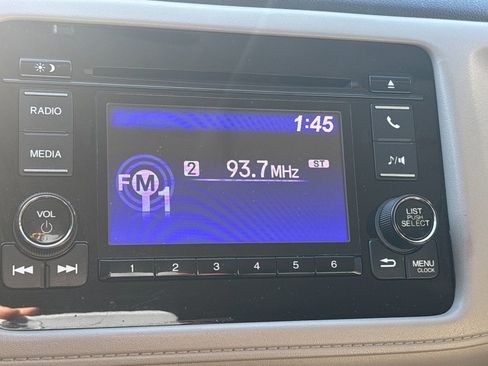 1:45
RADIO
MEDIA
2 93.7MHz ST
FM1
VOL
LIST
PUSH
SELECT
1 2 3 4 5 6
MENU
CLOCK